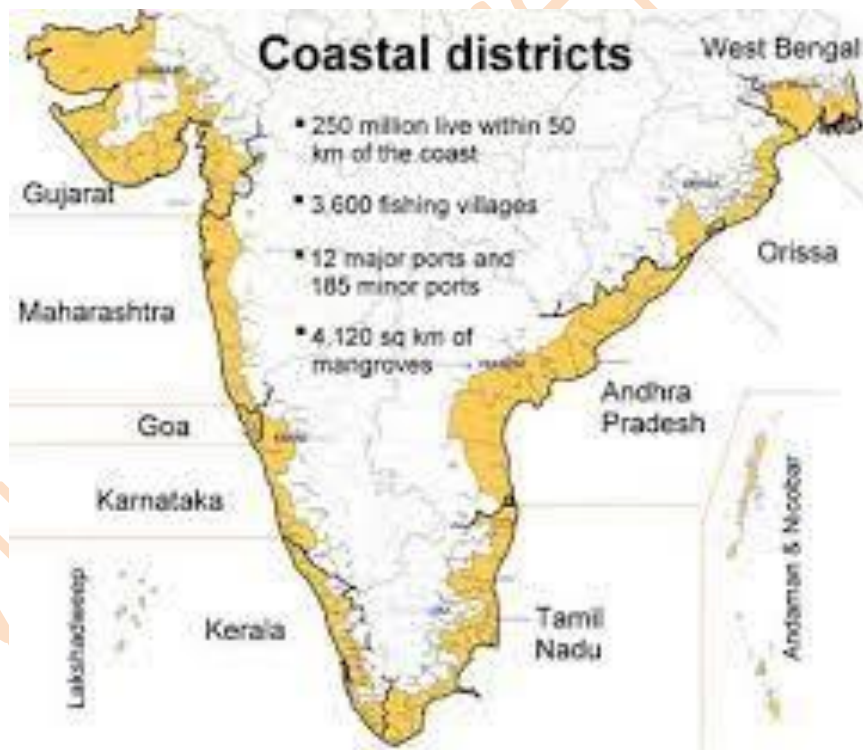 Coastal districts
West Bengal
▪ 250 million live within 50
km of the coast
Gujarat
▪ 3,600 fishing villages
Orissa
▪ 12 major ports and
185 minor ports
Maharashtra
▪ 4,120 sq km of
mangroves
Andhra
Pradesh
Goa
Karnataka
Andaman & Nicobar
Lakshadweep
Kerala
Tamil
Nadu